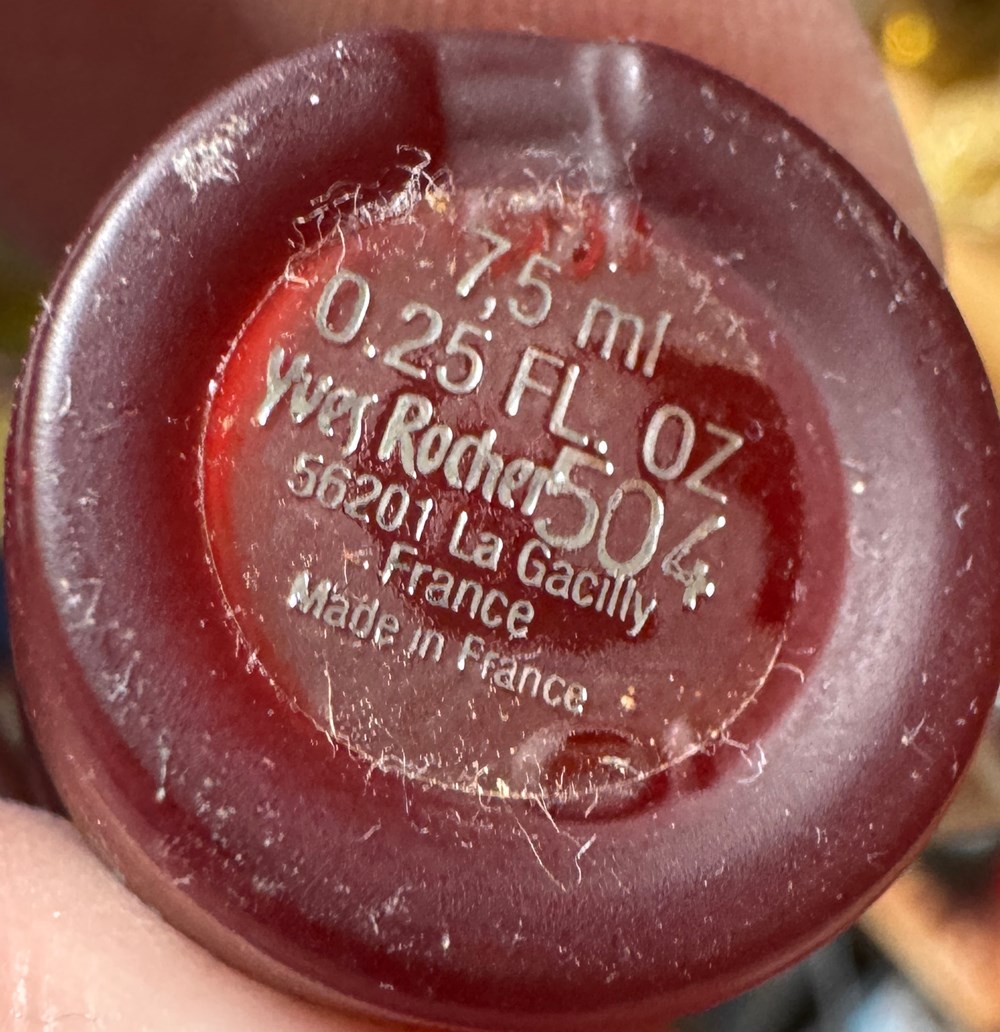 7,5 ml
0.25 FL. OZ
Yves Rocher 504
56201 La Gacilly
France
Made in France